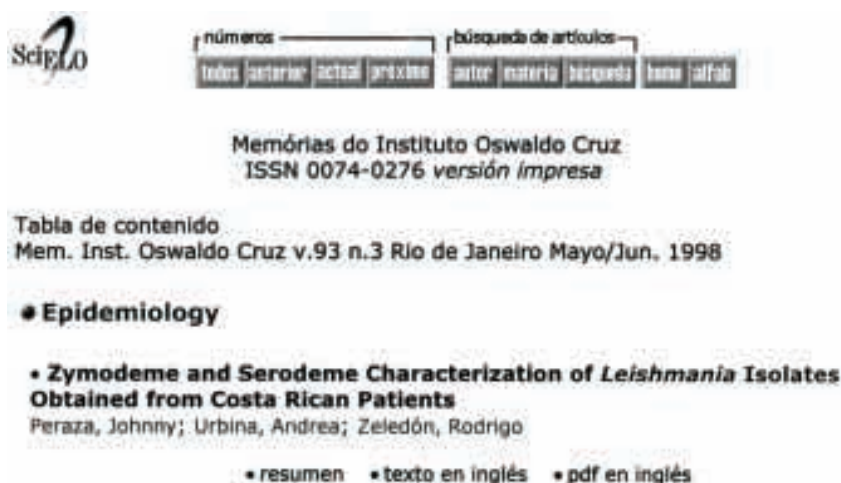 SciELO
números
búsqueda de artículos
todos anterior actual próximo autor materia búsqueda home alfab
Memórias do Instituto Oswaldo Cruz
ISSN 0074-0276 versión impresa
Tabla de contenido
Mem. Inst. Oswaldo Cruz v.93 n.3 Rio de Janeiro Mayo/Jun. 1998
Epidemiology
• Zymodeme and Serodeme Characterization of Leishmania Isolates
Obtained from Costa Rican Patients
Peraza, Johnny; Urbina, Andrea; Zeledón, Rodrigo
• resumen • texto en inglés • pdf en inglés